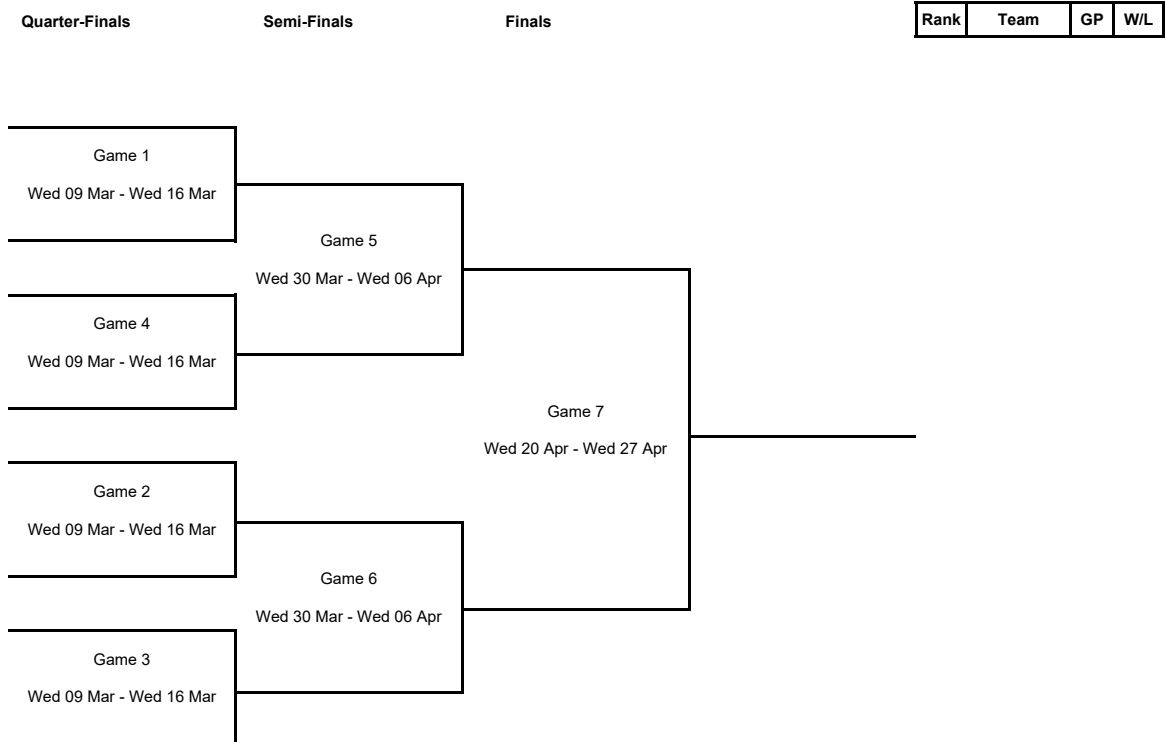 Quarter-Finals Semi-Finals Finals
Rank Team GP W/L
Game 1
Wed 09 Mar - Wed 16 Mar
Game 5
Wed 30 Mar - Wed 06 Apr
Game 4
Wed 09 Mar - Wed 16 Mar
Game 7
Wed 20 Apr - Wed 27 Apr
Game 2
Wed 09 Mar - Wed 16 Mar
Game 6
Wed 30 Mar - Wed 06 Apr
Game 3
Wed 09 Mar - Wed 16 Mar